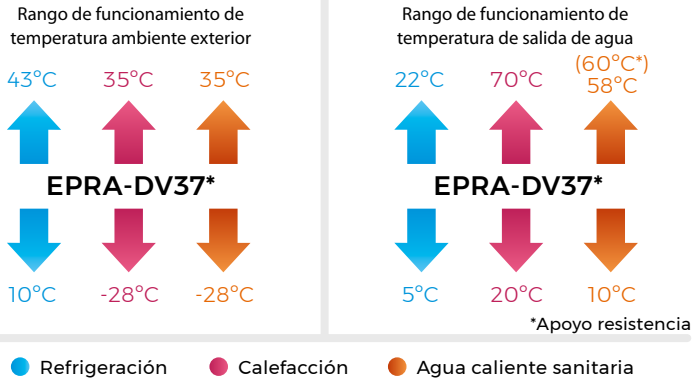 Rango de funcionamiento de
temperatura ambiente exterior
43°C 35°C 35°C
EPRA-DV37*
10°C -28°C -28°C
Rango de funcionamiento de
temperatura de salida de agua
(60°C*)
22°C 70°C 58°C
EPRA-DV37*
5°C 20°C 10°C
*Apoyo resistencia
Refrigeración Calefacción Agua caliente sanitaria